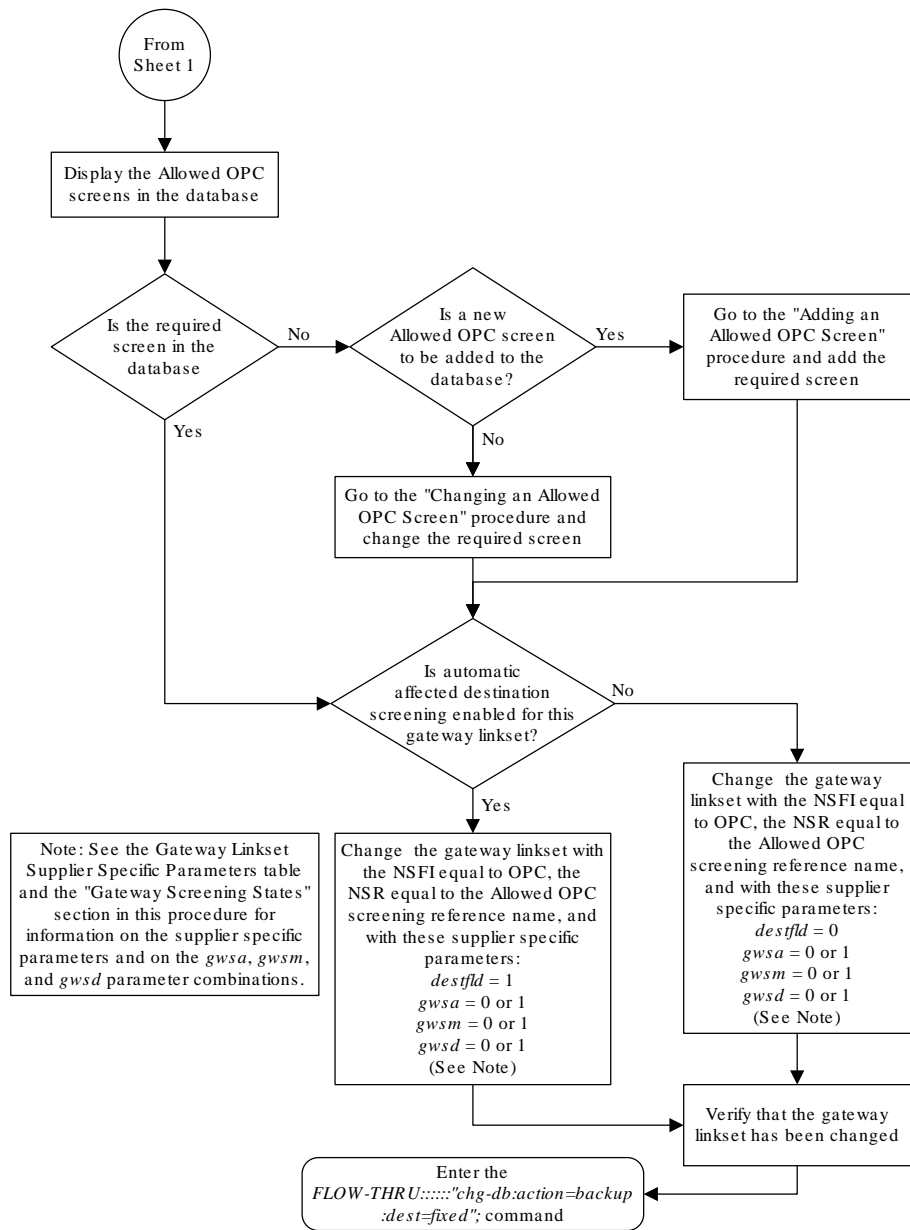 From
Sheet 1
Display the Allowed OPC
screens in the database
Is the required
screen in the
database
No
Yes
Is a new
Allowed OPC screen
to be added to the
database?
Yes
No
Go to the "Adding an
Allowed OPC Screen"
procedure and add the
required screen
Go to the "Changing an Allowed
OPC Screen" procedure and
change the required screen
Is automatic
affected destination
screening enabled for this
gateway linkset?
No
Yes
Change the gateway
linkset with the NSFI equal
to OPC, the NSR equal to
the Allowed OPC
screening reference name,
and with these supplier
specific parameters:
destfld = 0
gwsa = 0 or 1
gwsm = 0 or 1
gwsd = 0 or 1
(See Note)
Note: See the Gateway Linkset
Supplier Specific Parameters table
and the "Gateway Screening States"
section in this procedure for
information on the supplier specific
parameters and on the gwsa, gwsm,
and gwsd parameter combinations.
Change the gateway linkset with
the NSFI equal to OPC, the
NSR equal to the Allowed OPC
screening reference name, and
with these supplier specific
parameters:
destfld = 1
gwsa = 0 or 1
gwsm = 0 or 1
gwsd = 0 or 1
(See Note)
Verify that the gateway
linkset has been changed
Enter the
FLOW-THRU::::::"chg-db:action=backup
:dest=fixed"; command